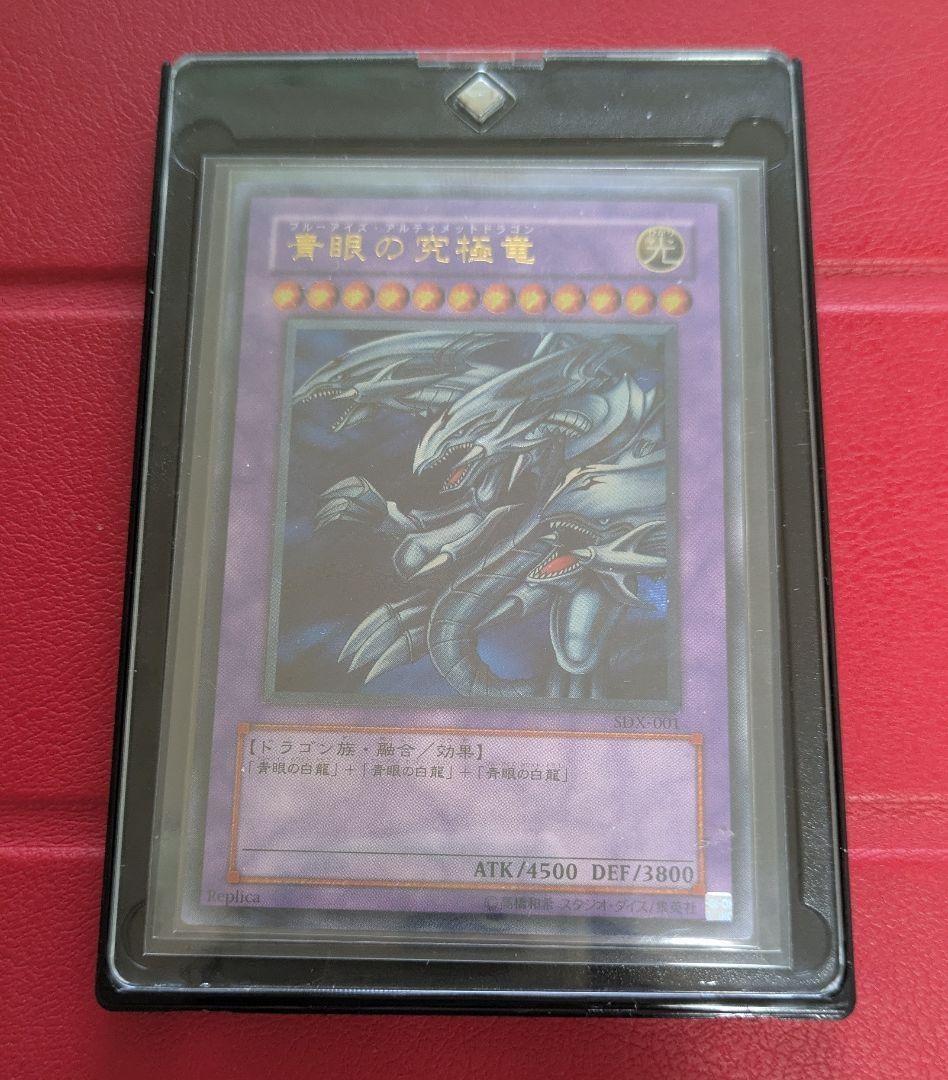 ブルーアイズ・アルティメットドラゴン
青眼の究極竜
光
SDX-001
【ドラゴン族・融合／効果】
「青眼の白龍」+「青眼の白龍」+「青眼の白龍」
ATK/4500 DEF/3800
Replica
©高橋和希 スタジオ・ダイス/集英社